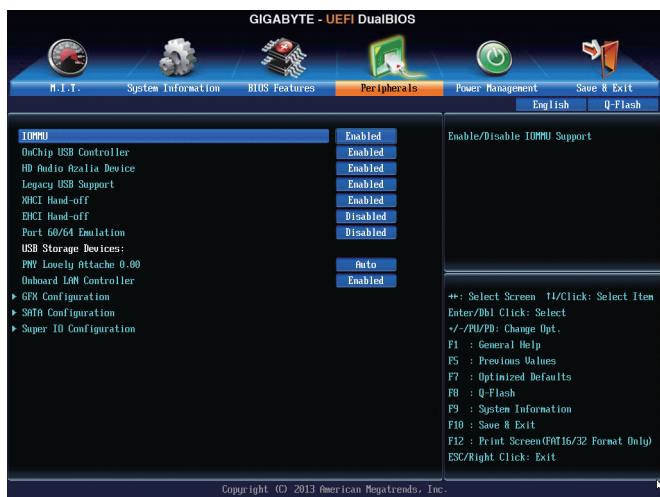 GIGABYTE - UEFI DualBIOS
M.I.T. System Information BIOS Features Peripherals Power Management Save & Exit
English Q-Flash
IOMMU Enabled
OnChip USB Controller Enabled
HD Audio Azalia Device Enabled
Legacy USB Support Enabled
XHCI Hand-off Enabled
EHCI Hand-off Disabled
Port 60/64 Emulation Disabled
USB Storage Devices:
PNY Lovely Attache 0.00 Auto
Onboard LAN Controller Enabled
GFX Configuration
SATA Configuration
Super IO Configuration
Enable/Disable IOMMU Support
→←: Select Screen ↑↓/Click: Select Item
Enter/Dbl Click: Select
+/-/PU/PD: Change Opt.
F1 : General Help
F5 : Previous Values
F7 : Optimized Defaults
F8 : Q-Flash
F9 : System Information
F10 : Save & Exit
F12 : Print Screen(FAT16/32 Format Only)
ESC/Right Click: Exit
Copyright (C) 2013 American Megatrends, Inc.